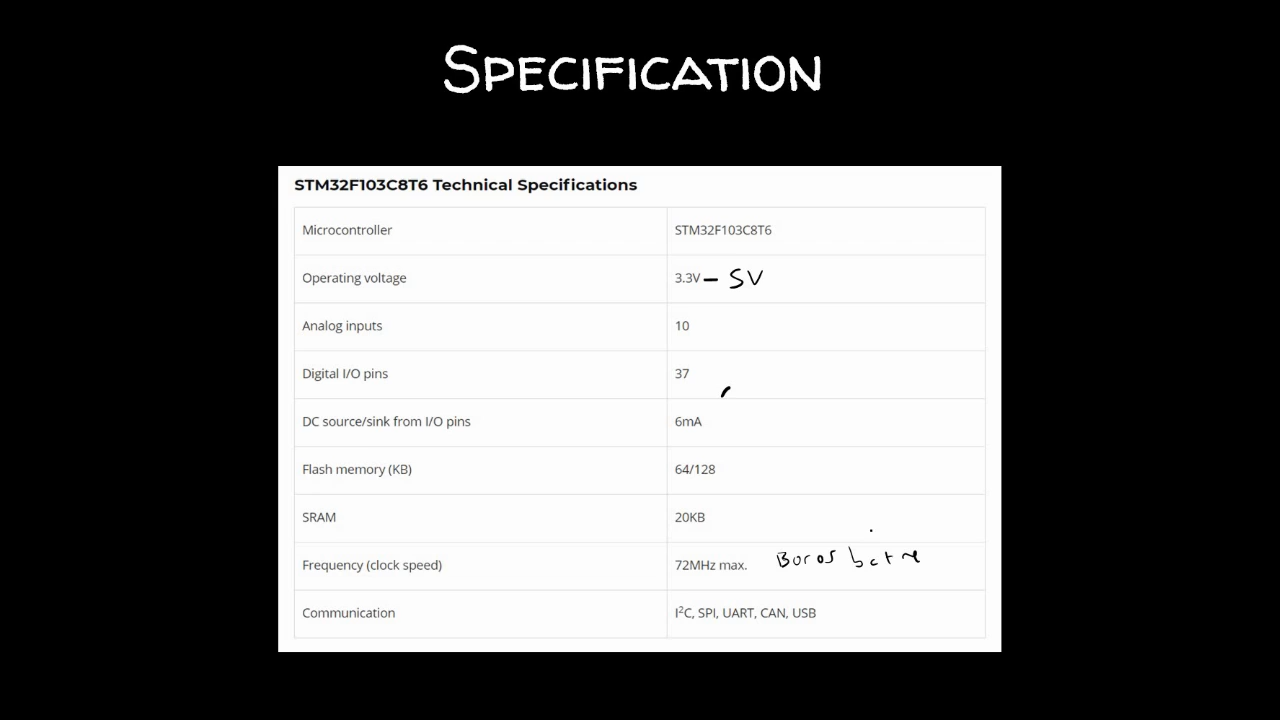 SPECIFICATION
STM32F103C8T6 Technical Specifications
Microcontroller STM32F103C8T6
Operating voltage 3.3V - 5V
Analog inputs 10
Digital I/O pins 37
DC source/sink from I/O pins 6mA
Flash memory (KB) 64/128
SRAM 20KB
Frequency (clock speed) 72MHz max. Boros
Communication I²C, SPI, UART, CAN, USB